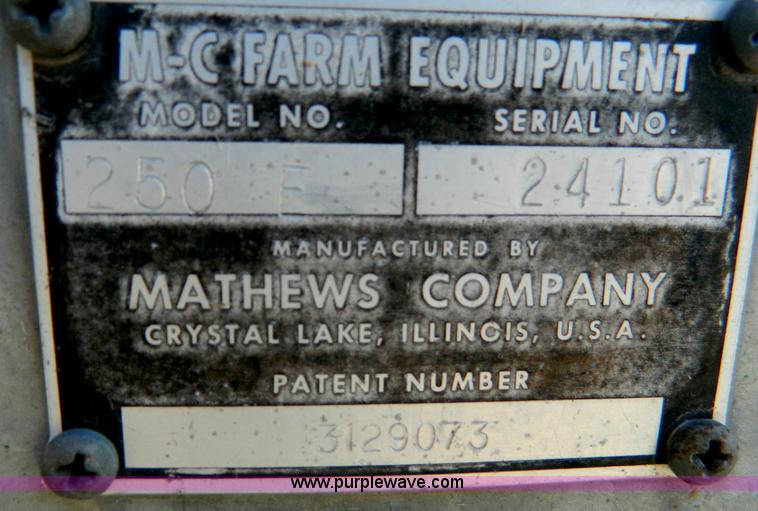 M-C FARM EQUIPMENT
MODEL NO. SERIAL NO.
250 E 24101
MANUFACTURED BY
MATHEWS COMPANY
CRYSTAL LAKE, ILLINOIS, U.S.A.
PATENT NUMBER
3129073
www.purplewave.com